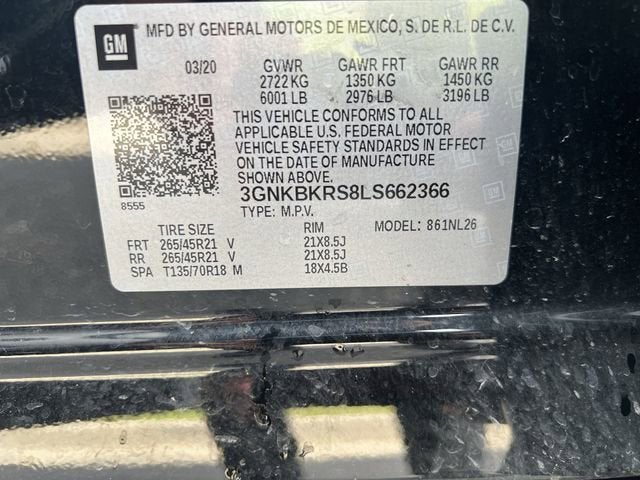 GM
MFD BY GENERAL MOTORS DE MEXICO, S. DE R.L. DE C.V.
03/20 GVWR GAWR FRT GAWR RR
2722 KG 1350 KG 1450 KG
6001 LB 2976 LB 3196 LB
THIS VEHICLE CONFORMS TO ALL
APPLICABLE U.S. FEDERAL MOTOR
VEHICLE SAFETY STANDARDS IN EFFECT
ON THE DATE OF MANUFACTURE
SHOWN ABOVE.
8555
3GNKBKRS8LS662366
TYPE: M.P.V. MODEL: 861NL26
TIRE SIZE RIM
FRT 265/45R21 V 21X8.5J
RR 265/45R21 V 21X8.5J
SPA T135/70R18 M 18X4.5B